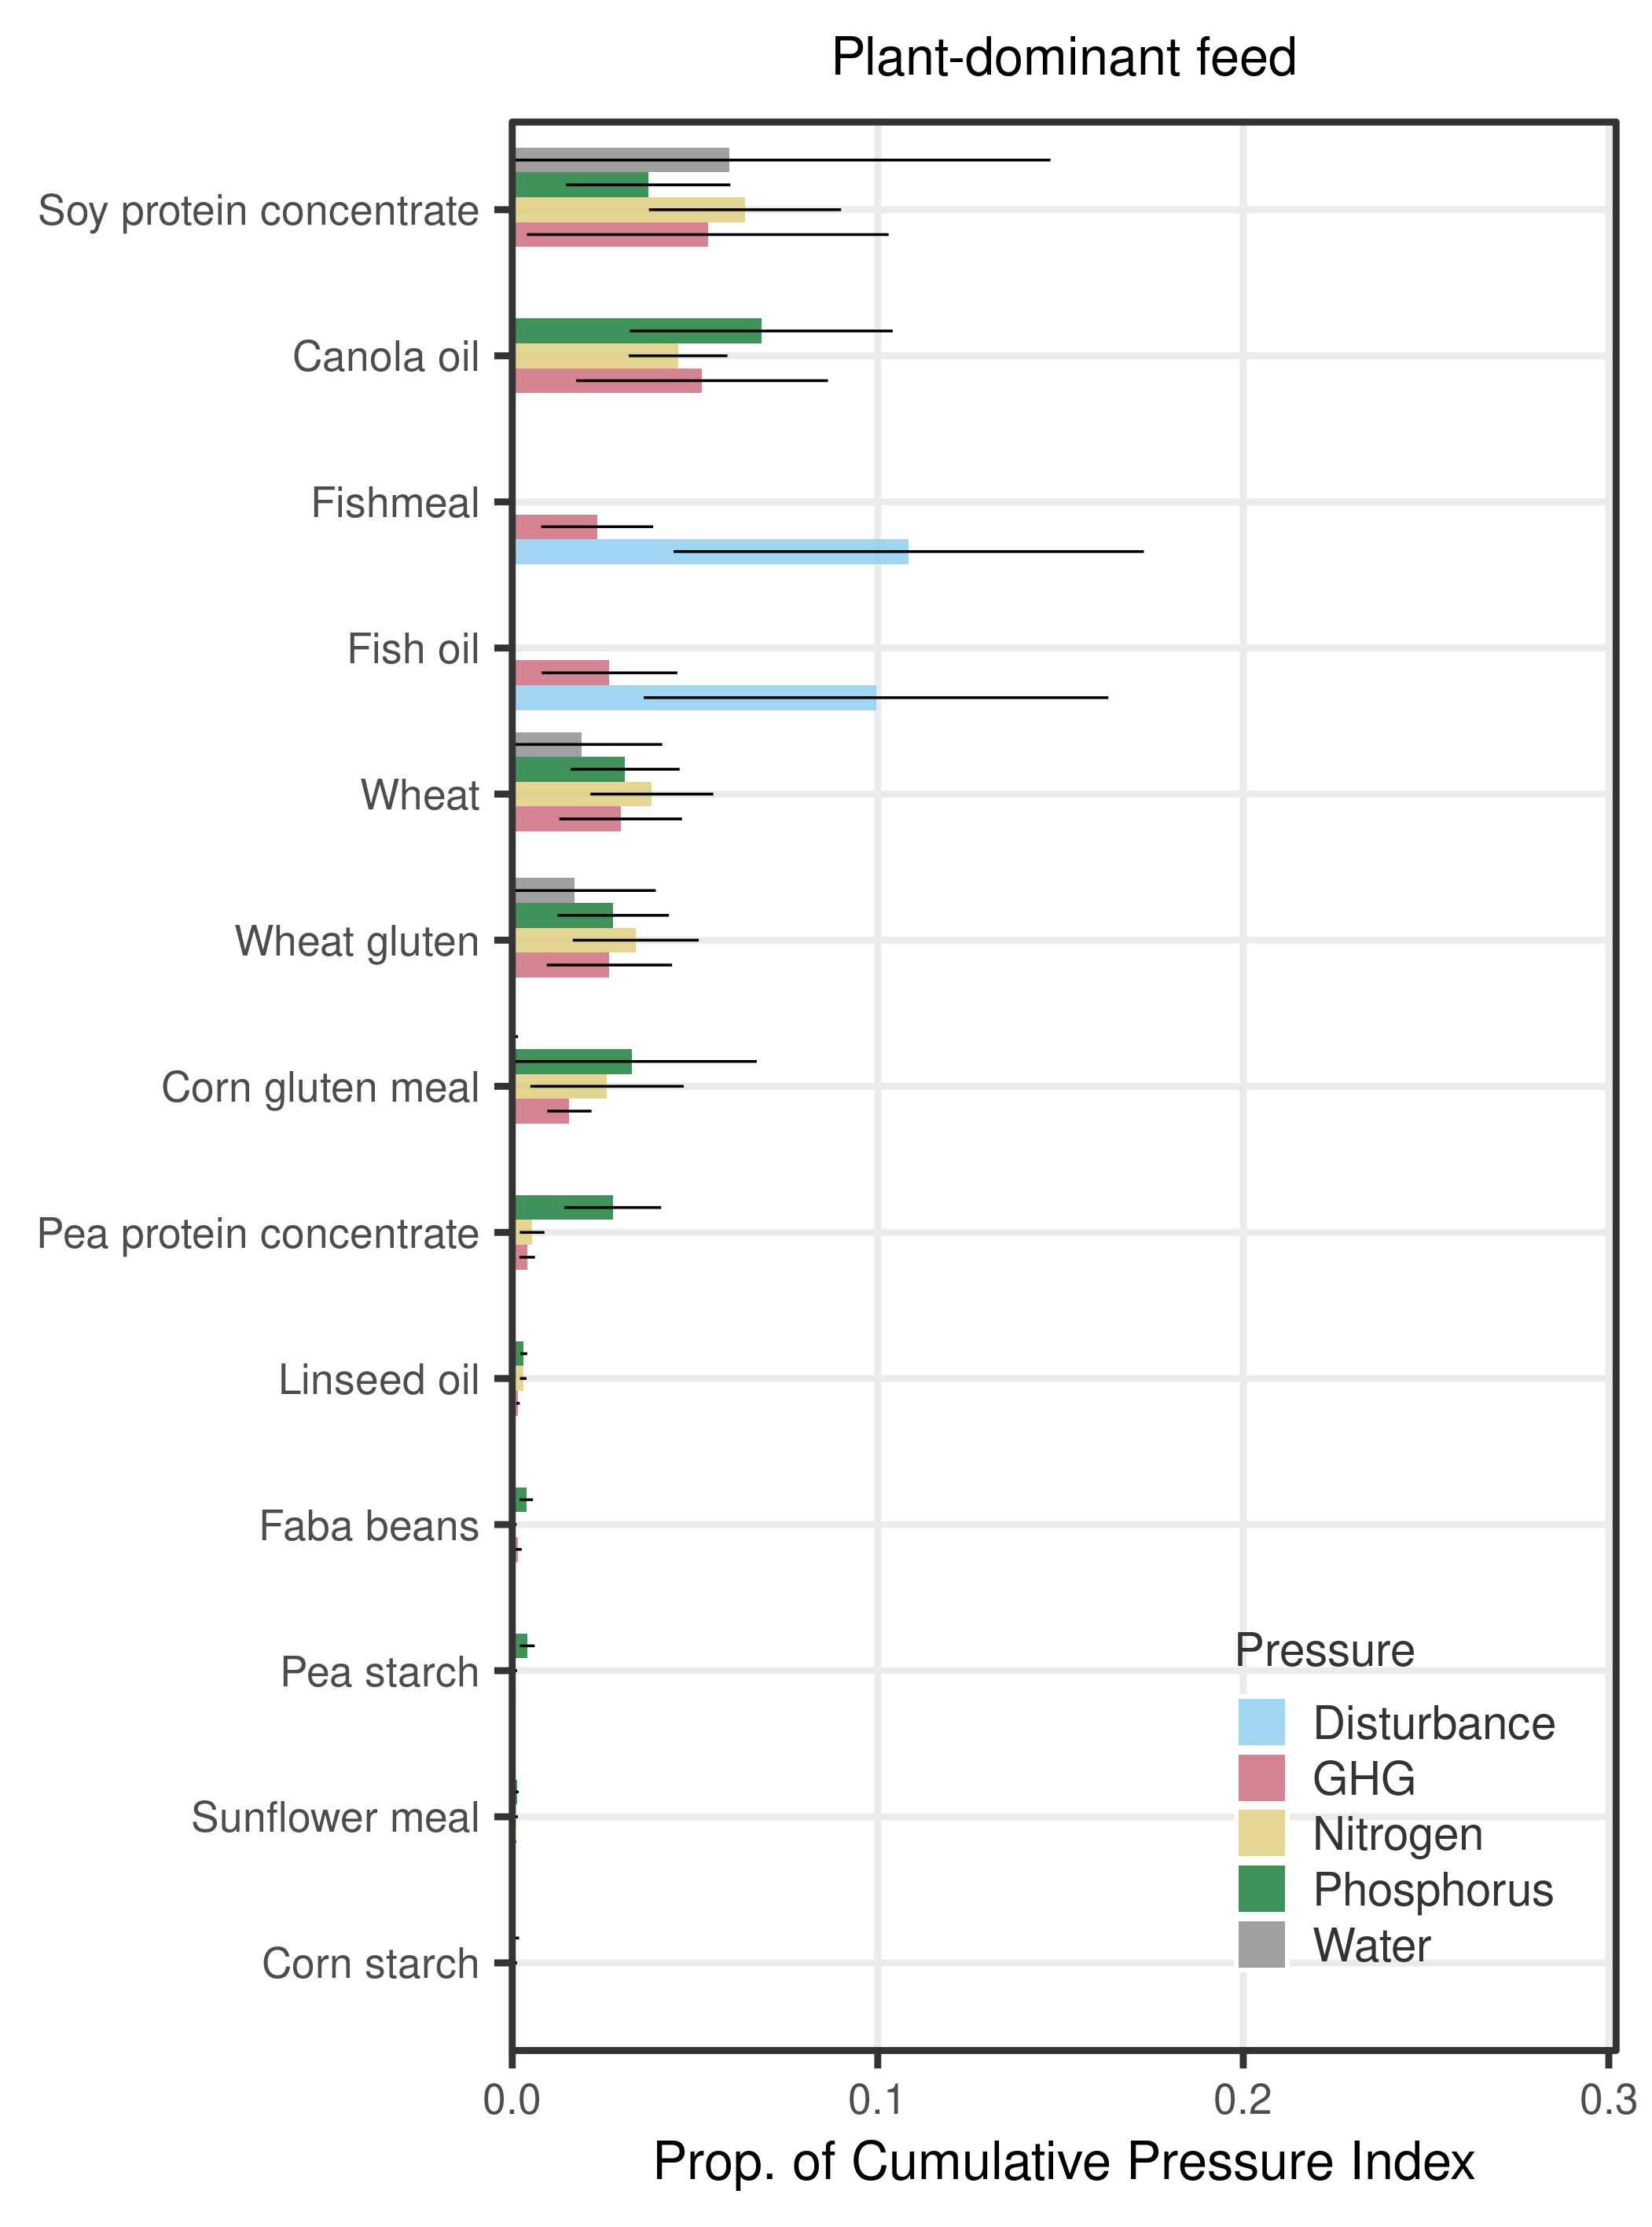 Plant-dominant feed
Soy protein concentrate
Canola oil
Fishmeal
Fish oil
Wheat
Wheat gluten
Corn gluten meal
Pea protein concentrate
Linseed oil
Faba beans
Pea starch
Sunflower meal
Corn starch
Pressure
Disturbance
GHG
Nitrogen
Phosphorus
Water
0.0 0.1 0.2 0.3
Prop. of Cumulative Pressure Index